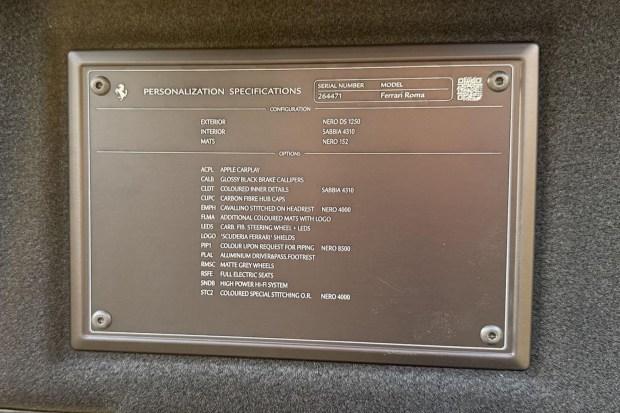 PERSONALIZATION SPECIFICATIONS
SERIAL NUMBER MODEL
264471 Ferrari Roma
CONFIGURATION
EXTERIOR NERO DS 1250
INTERIOR SABBIA 4310
MATS NERO 152
OPTIONS
ACPL APPLE CARPLAY
CALB GLOSSY BLACK BRAKE CALLIPERS
CLDT COLOURED INNER DETAILS SABBIA 4310
CLPC CARBON FIBRE HUB CAPS
EMPH CAVALLINO STITCHED ON HEADREST NERO 4000
FLMA ADDITIONAL COLOURED MATS WITH LOGO
LEDS CARB. FIB. STEERING WHEEL + LEDS
LOGO 'SCUDERIA FERRARI' SHIELDS
PIP1 COLOUR UPON REQUEST FOR PIPING NERO 8500
PLAL ALUMINIUM DRIVER&PASS.FOOTREST
RMSC MATTE GREY WHEELS
RSFE FULL ELECTRIC SEATS
SNDB HIGH POWER HI-FI SYSTEM
STC2 COLOURED SPECIAL STITCHING O.R. NERO 4000